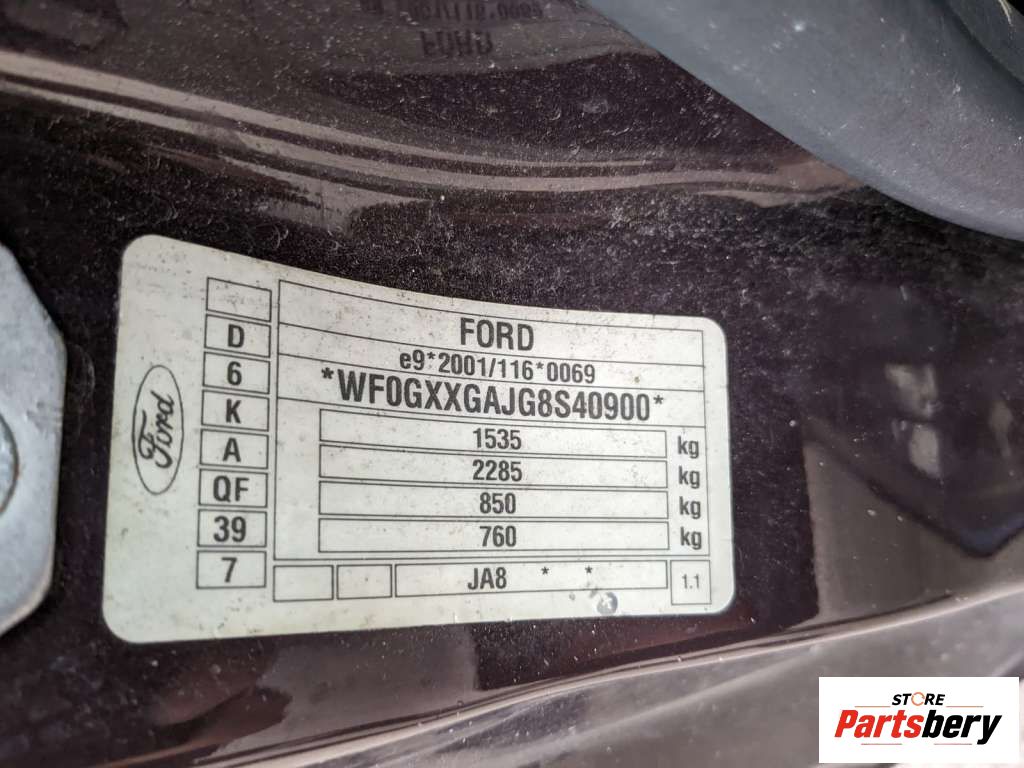 FORD
e9*2001/116*0069
*WF0GXXGAJG8S40900*
1535 kg
2285 kg
850 kg
760 kg
JA8 * * 1.1
D
6
K
A
QF
39
7
Ford
STORE
Partsbery